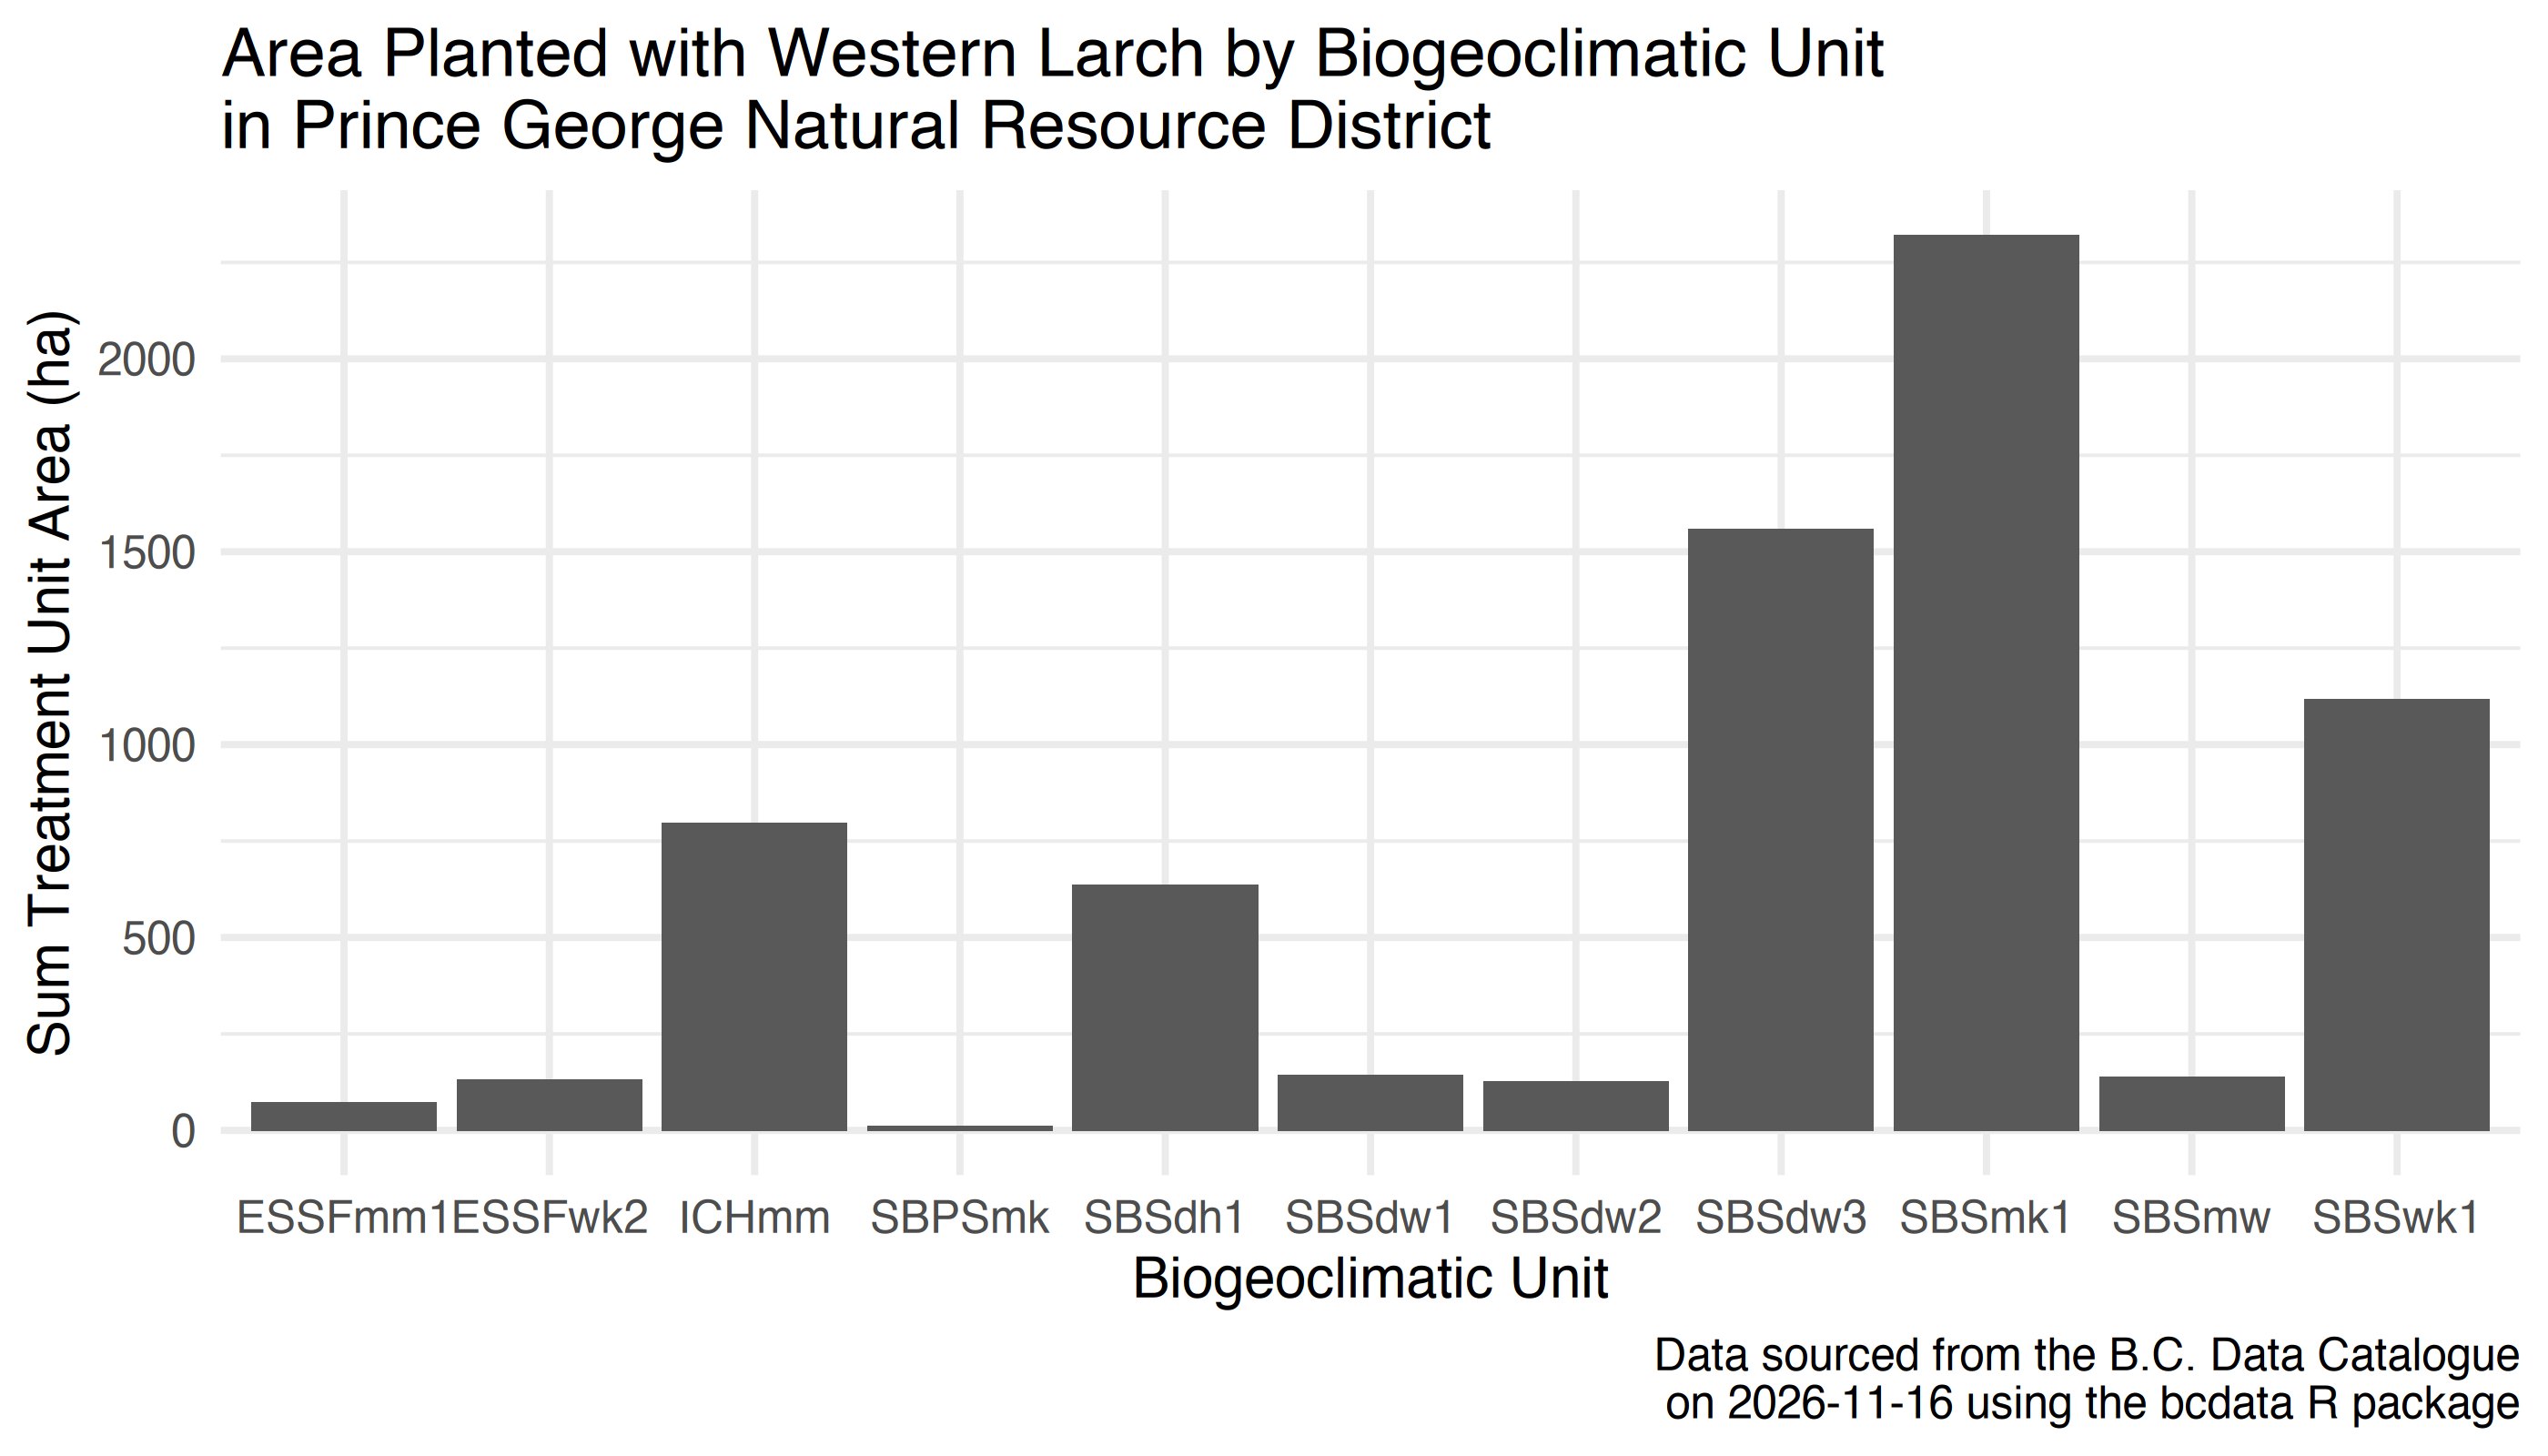 Area Planted with Western Larch by Biogeoclimatic Unit
in Prince George Natural Resource District
Sum Treatment Unit Area (ha)
2000
1500
1000
500
0
ESSFmm1 ESSFwk2 ICHmm SBPSmk SBSdh1 SBSdw1 SBSdw2 SBSdw3 SBSmk1 SBSmw SBSwk1
Biogeoclimatic Unit
Data sourced from the B.C. Data Catalogue
on 2026-11-16 using the bcdata R package